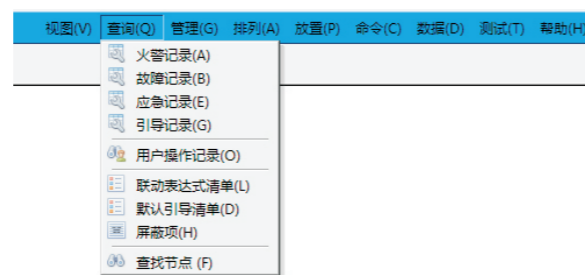 视图(V) 查询(Q) 管理(G) 排列(A) 放置(P) 命令(C) 数据(D) 测试(T) 帮助(H)
火警记录(A)
故障记录(B)
应急记录(E)
引导记录(G)
用户操作记录(O)
联动表达式清单(L)
默认引导清单(D)
屏蔽项(H)
查找节点 (F)